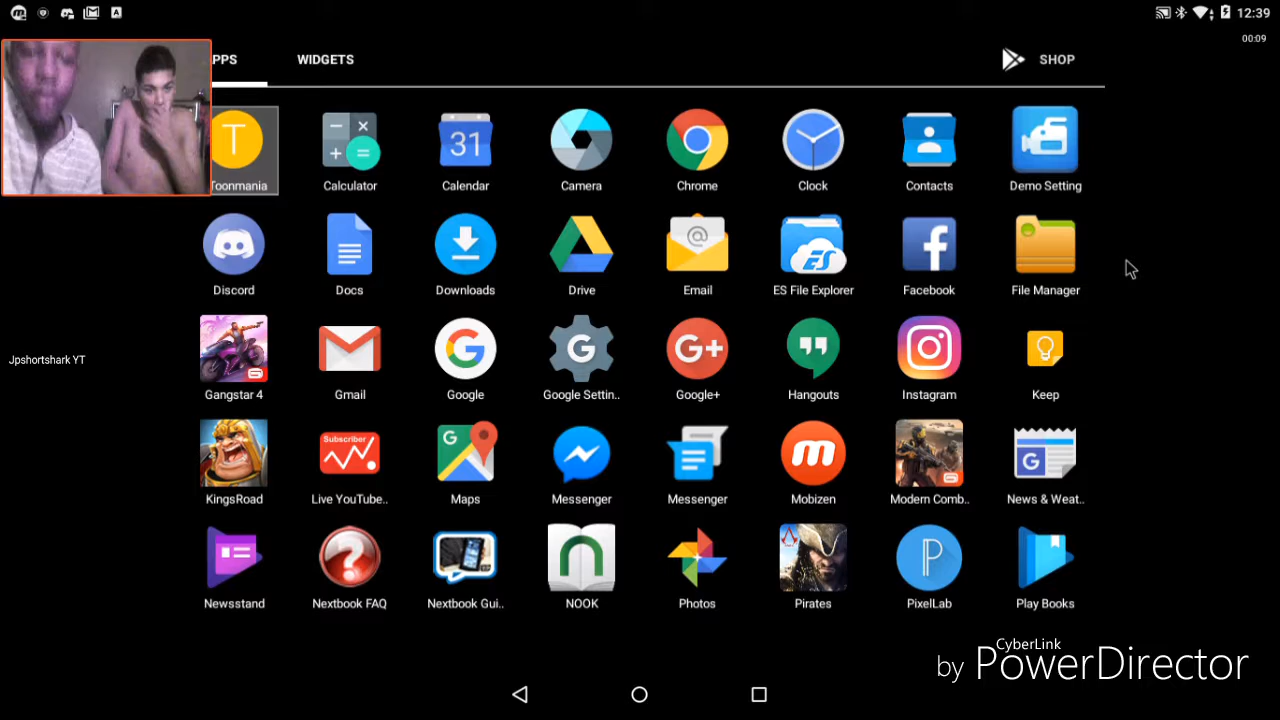 12:39
00:09
PPS
WIDGETS
SHOP
T
31
Toonmania
Calculator
Calendar
Camera
Chrome
Clock
Contacts
Demo Setting
@
ES
f
Discord
Docs
Downloads
Drive
Email
ES File Explorer
Facebook
File Manager
Jpshortshark YT
G
G
G+
Gangstar 4
Gmail
Google
Google Settin..
Google+
Hangouts
Instagram
Keep
Subscriber
G
m
G
KingsRoad
Live YouTube..
Maps
Messenger
Messenger
Mobizen
Modern Comb..
News & Weat..
?
n
P
Newsstand
Nextbook FAQ
Nextbook Gui..
NOOK
Photos
Pirates
PixelLab
Play Books
CyberLink
by PowerDirector